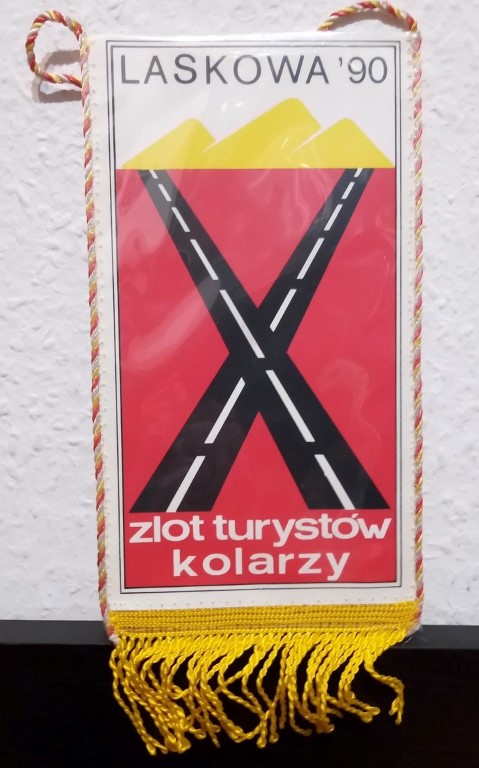 LASKOWA '90
X
zlot turystów
kolarzy